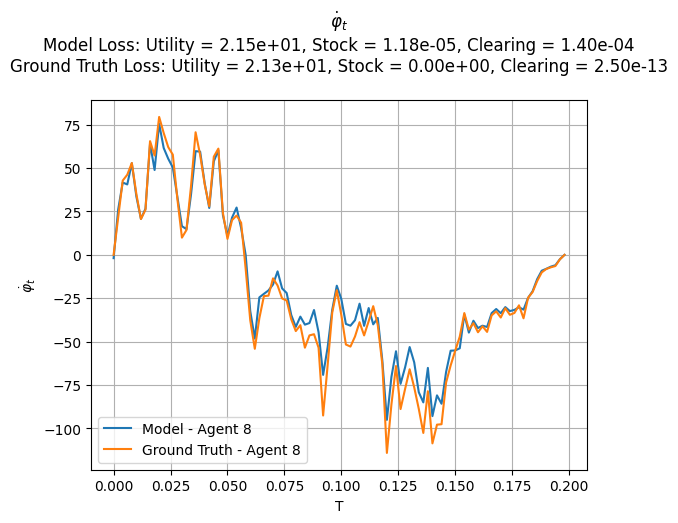 φ̇_t
Model Loss: Utility = 2.15e+01, Stock = 1.18e-05, Clearing = 1.40e-04
Ground Truth Loss: Utility = 2.13e+01, Stock = 0.00e+00, Clearing = 2.50e-13
75
50
25
0
−25
−50
−75
−100
φ̇_t
Model - Agent 8
Ground Truth - Agent 8
0.000 0.025 0.050 0.075 0.100 0.125 0.150 0.175 0.200
T